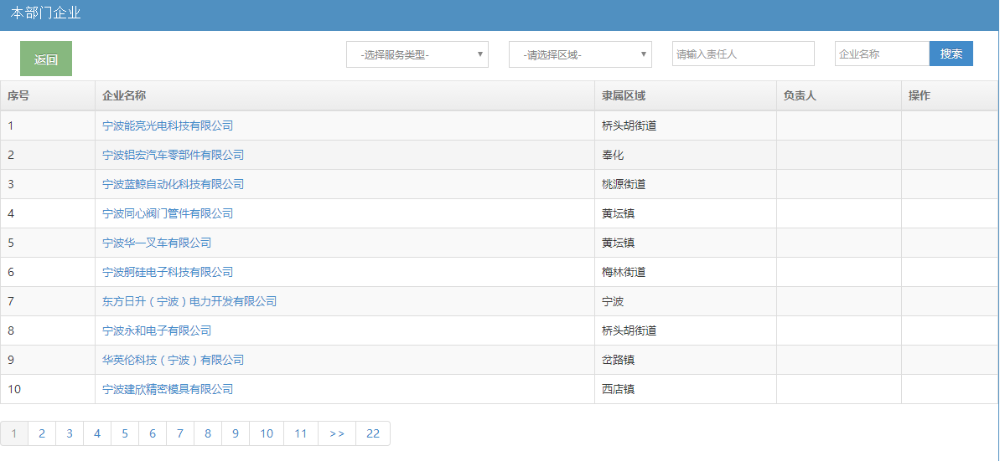 本部门企业
返回 -选择服务类型- -请选择区域- 请输入责任人 企业名称 搜索
序号 企业名称 隶属区域 负责人 操作
1 宁波能亮光电科技有限公司 桥头胡街道
2 宁波铝宏汽车零部件有限公司 奉化
3 宁波蓝鲸自动化科技有限公司 桃源街道
4 宁波同心阀门管件有限公司 黄坛镇
5 宁波华一叉车有限公司 黄坛镇
6 宁波舸硅电子科技有限公司 梅林街道
7 东方日升（宁波）电力开发有限公司 宁波
8 宁波永和电子有限公司 桥头胡街道
9 华英伦科技（宁波）有限公司 岔路镇
10 宁波建欣精密模具有限公司 西店镇
1 2 3 4 5 6 7 8 9 10 11 >> 22